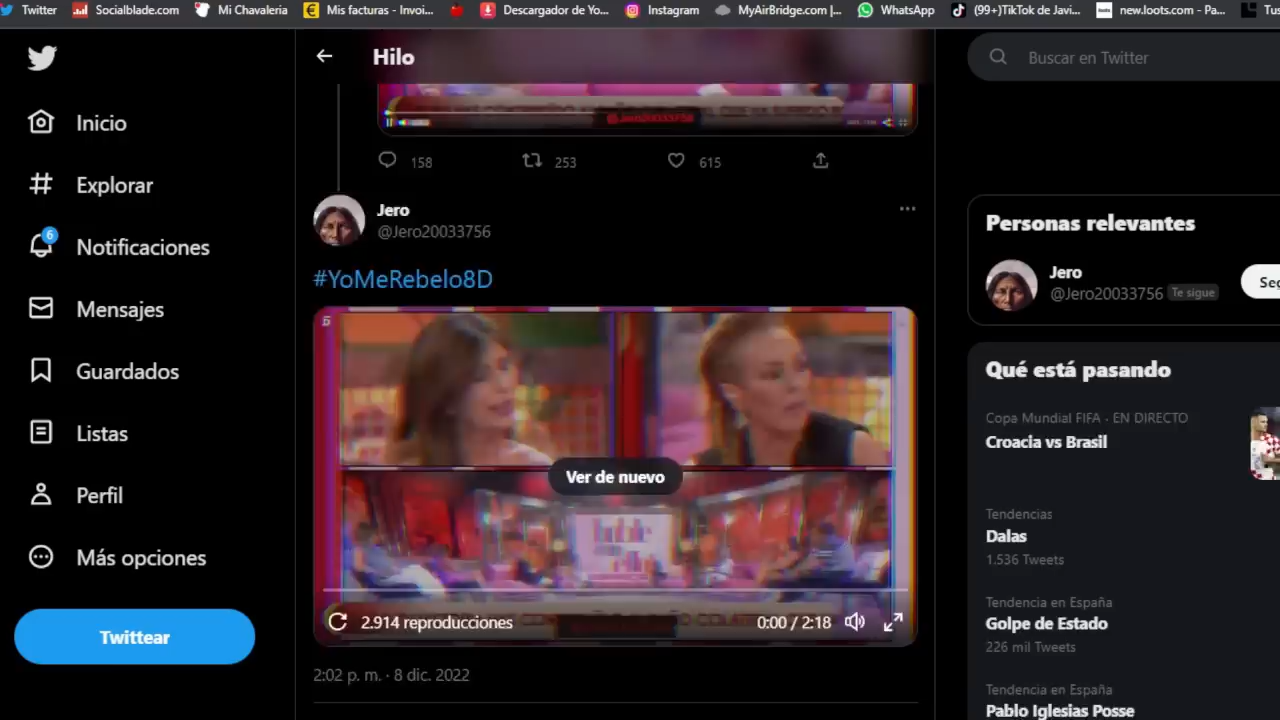 Twitter
Socialblade.com
Mi Chavaleria
Mis facturas - Invoi...
Descargador de Yo...
Instagram
MyAirbridge.com |...
WhatsApp
(99+)TikTok de Javi...
new.loots.com - Pa...
Tus
Hilo
Buscar en Twitter
Inicio
Explorar
6
Notificaciones
Mensajes
Guardados
Listas
Perfil
Más opciones
Twittear
@Jero20033756
158
253
615
Jero
@Jero20033756
#YoMeRebelo8D
Ver de nuevo
2.914 reproducciones
0:00 / 2:18
2:02 p. m. · 8 dic. 2022
Personas relevantes
Jero
@Jero20033756 Te sigue
Seg
Qué está pasando
Copa Mundial FIFA · EN DIRECTO
Croacia vs Brasil
Tendencias
Dalas
1.536 Tweets
Tendencia en España
Golpe de Estado
226 mil Tweets
Tendencia en España
Pablo Iglesias Posse